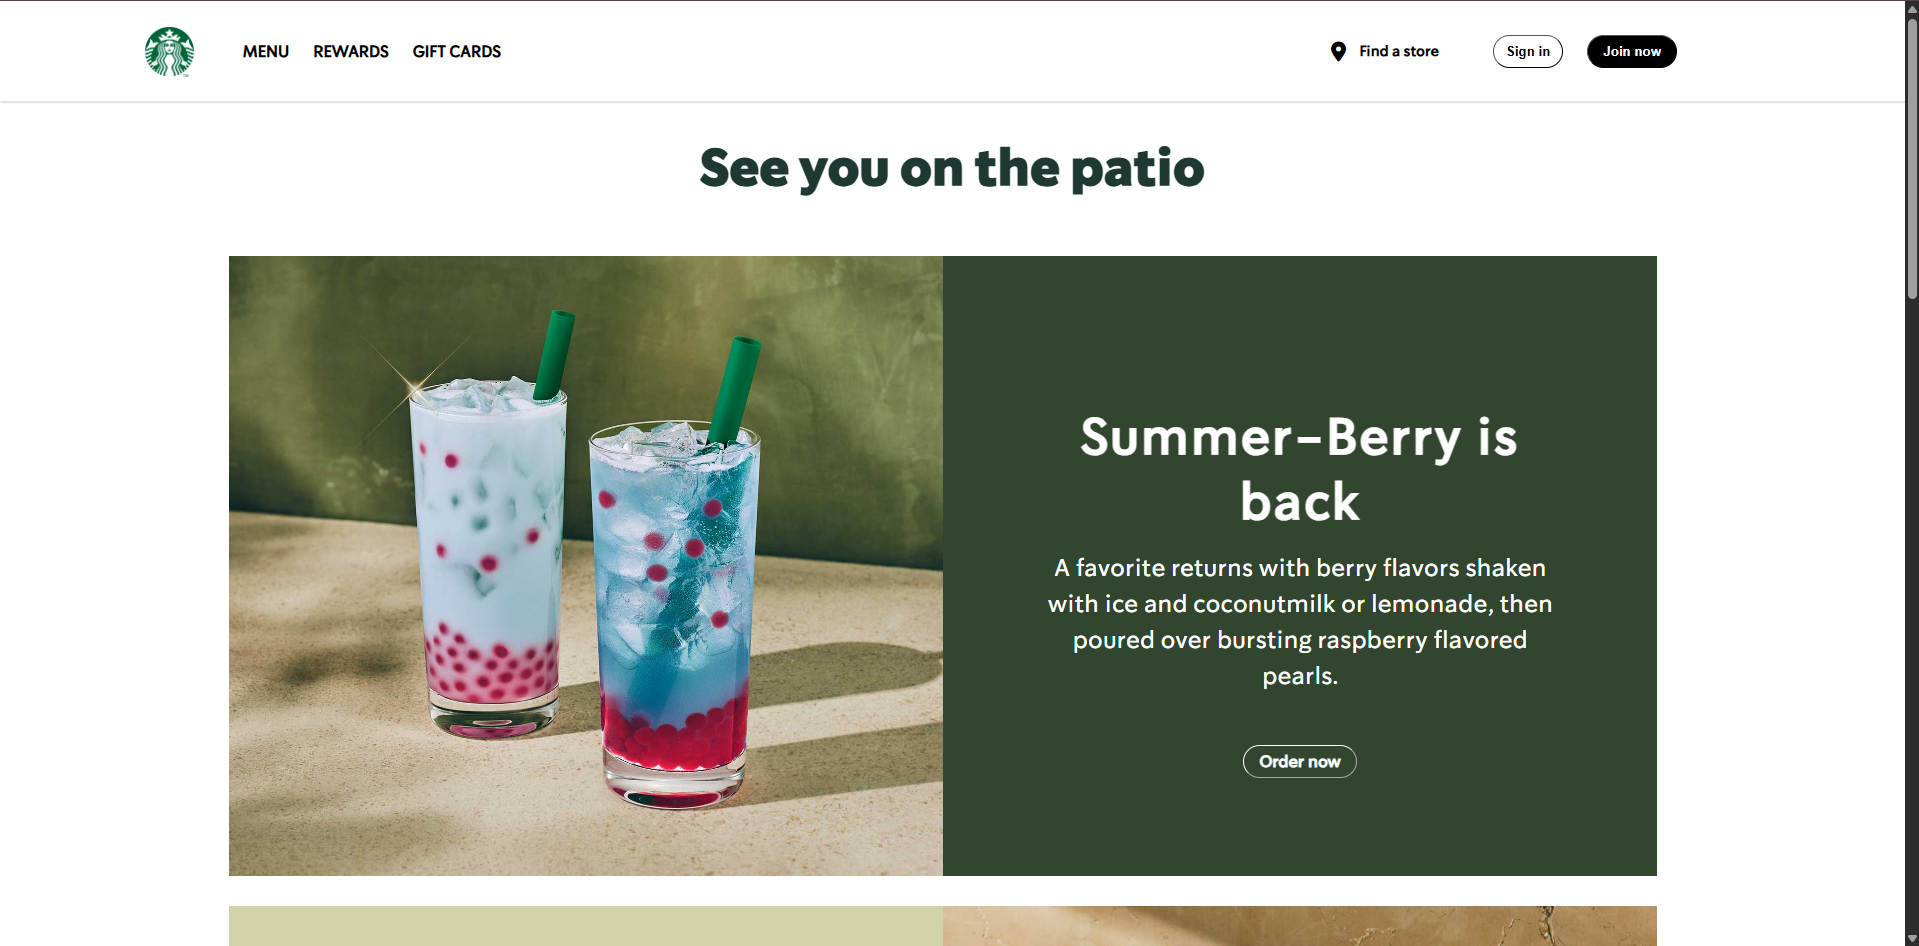 MENU REWARDS GIFT CARDS Find a store Sign in Join now
See you on the patio
Summer-Berry is
back
A favorite returns with berry flavors shaken
with ice and coconutmilk or lemonade, then
poured over bursting raspberry flavored
pearls.
Order now